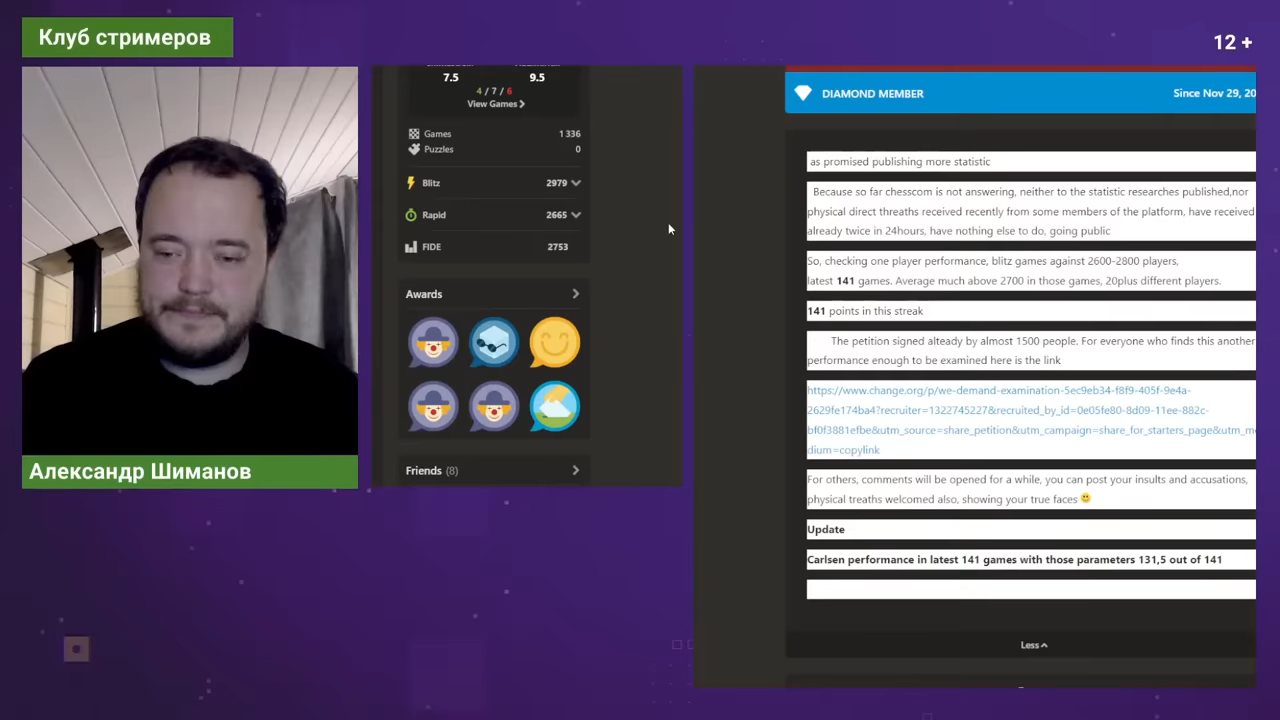 Клуб стримеров
12 +
Александр Шиманов
7.5 9.5
4 / 7 / 6
View Games
Games 1 336
Puzzles 0
Blitz 2979
Rapid 2665
FIDE 2753
Awards
Friends (8)
DIAMOND MEMBER Since Nov 29, 20
as promised publishing more statistic
Because so far chesscom is not answering, neither to the statistic researches published,nor
physical direct threaths received recently from some members of the platform, have received
already twice in 24hours, have nothing else to do, going public
So, checking one player performance, blitz games against 2600-2800 players,
latest 141 games. Average much above 2700 in those games, 20plus different players.
141 points in this streak
The petition signed alteady by almost 1500 people. For everyone who finds this another
performance enough to be examined here is the link
https://www.change.org/p/we-demand-examination-5ec9eb34-f8f9-405f-9e4a-
2629fe174ba4?recruiter=1322745227&recruited_by_id=0e05fe80-8d09-11ee-882c-
bf0f3881efbe&utm_source=share_petition&utm_campaign=share_for_starters_page&utm_me
dium=copylink
For others, comments will be opened for a while, you can post your insults and accusations,
physical treaths welcomed also, showing your true faces
Update
Carlsen performance in latest 141 games with those parameters 131,5 out of 141
Less